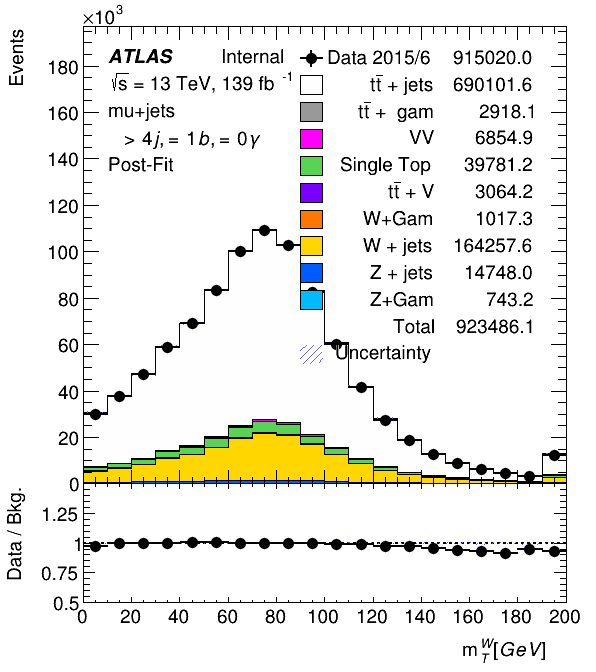 ×10³
Events
ATLAS Internal
√s = 13 TeV, 139 fb⁻¹
mu+jets
> 4j, = 1b, = 0γ
Post-Fit
Data 2015/6 915020.0
tt̄ + jets 690101.6
tt̄ + gam 2918.1
VV 6854.9
Single Top 39781.2
tt̄ + V 3064.2
W+Gam 1017.3
W + jets 164257.6
Z + jets 14748.0
Z+Gam 743.2
Total 923486.1
Uncertainty
180
160
140
120
100
80
60
40
20
0
Data / Bkg.
1.25
1
0.75
0.5
0 20 40 60 80 100 120 140 160 180 200
m_T^W [GeV]